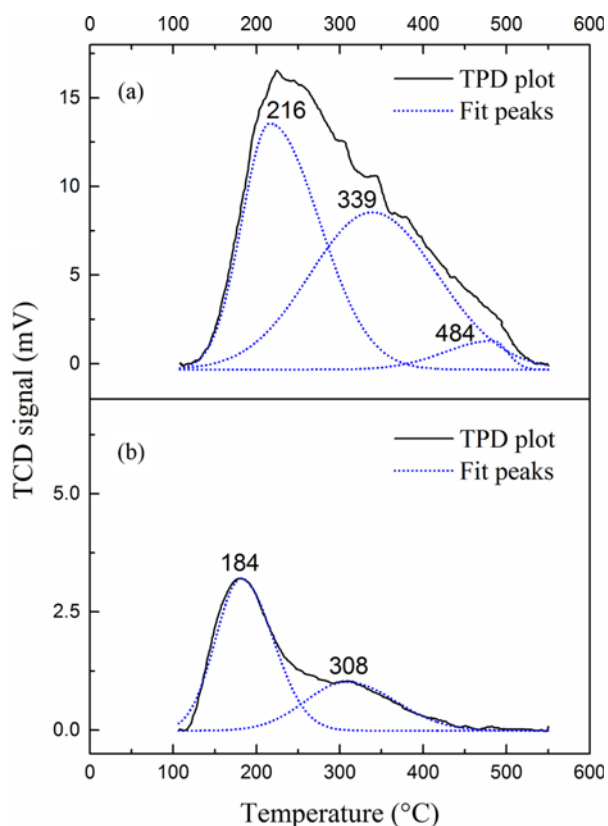 0 100 200 300 400 500 600
15
10
5
0
(a)
TPD plot
Fit peaks
216
339
484
TCD signal (mV)
(b)
TPD plot
Fit peaks
5.0
2.5
0.0
184
308
0 100 200 300 400 500 600
Temperature (°C)